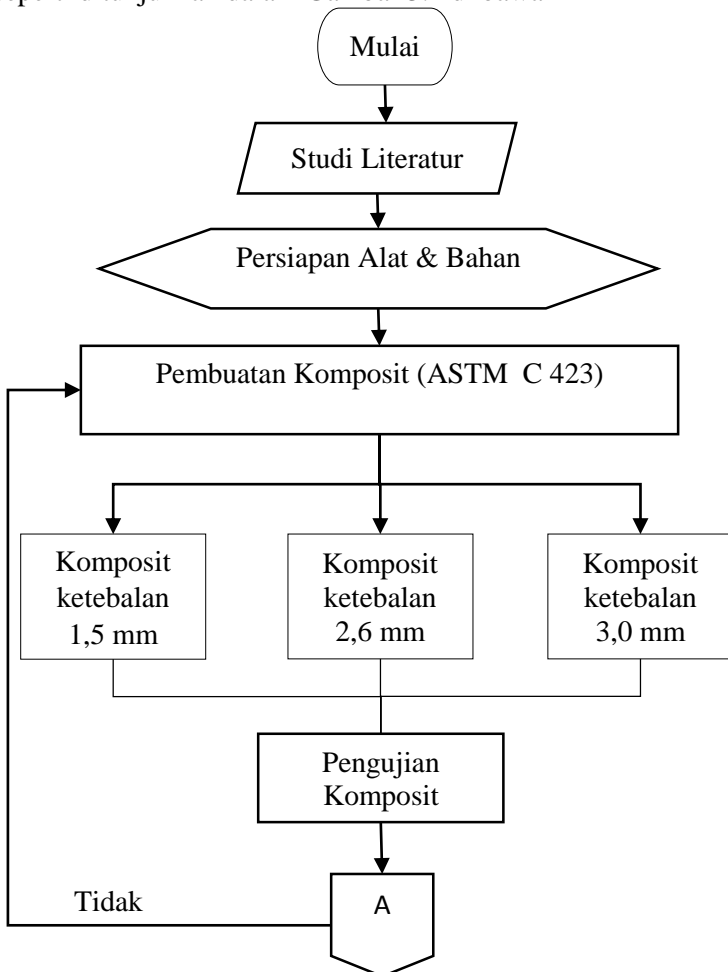 Mulai
Studi Literatur
Persiapan Alat & Bahan
Pembuatan Komposit (ASTM C 423)
Komposit
ketebalan
1,5 mm
Komposit
ketebalan
2,6 mm
Komposit
ketebalan
3,0 mm
Pengujian
Komposit
Tidak
A